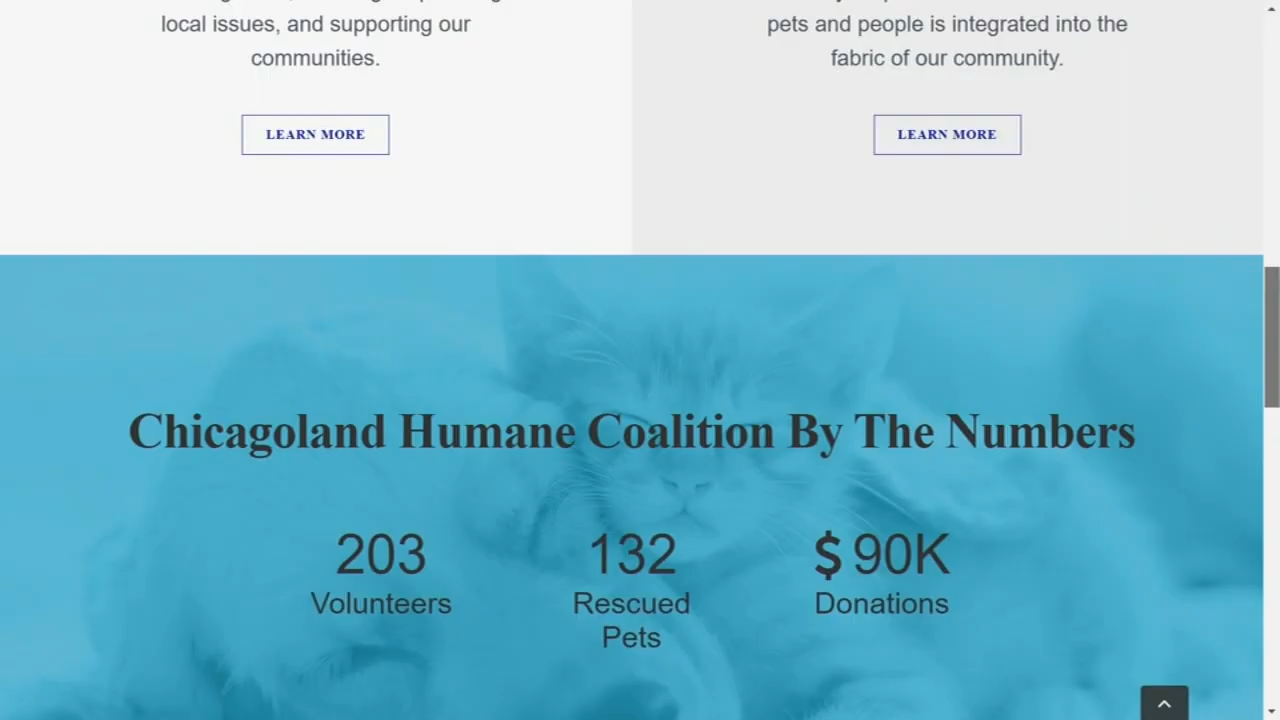 local issues, and supporting our
communities.
LEARN MORE
pets and people is integrated into the
fabric of our community.
LEARN MORE
Chicagoland Humane Coalition By The Numbers
203
Volunteers
132
Rescued
Pets
$ 90K
Donations